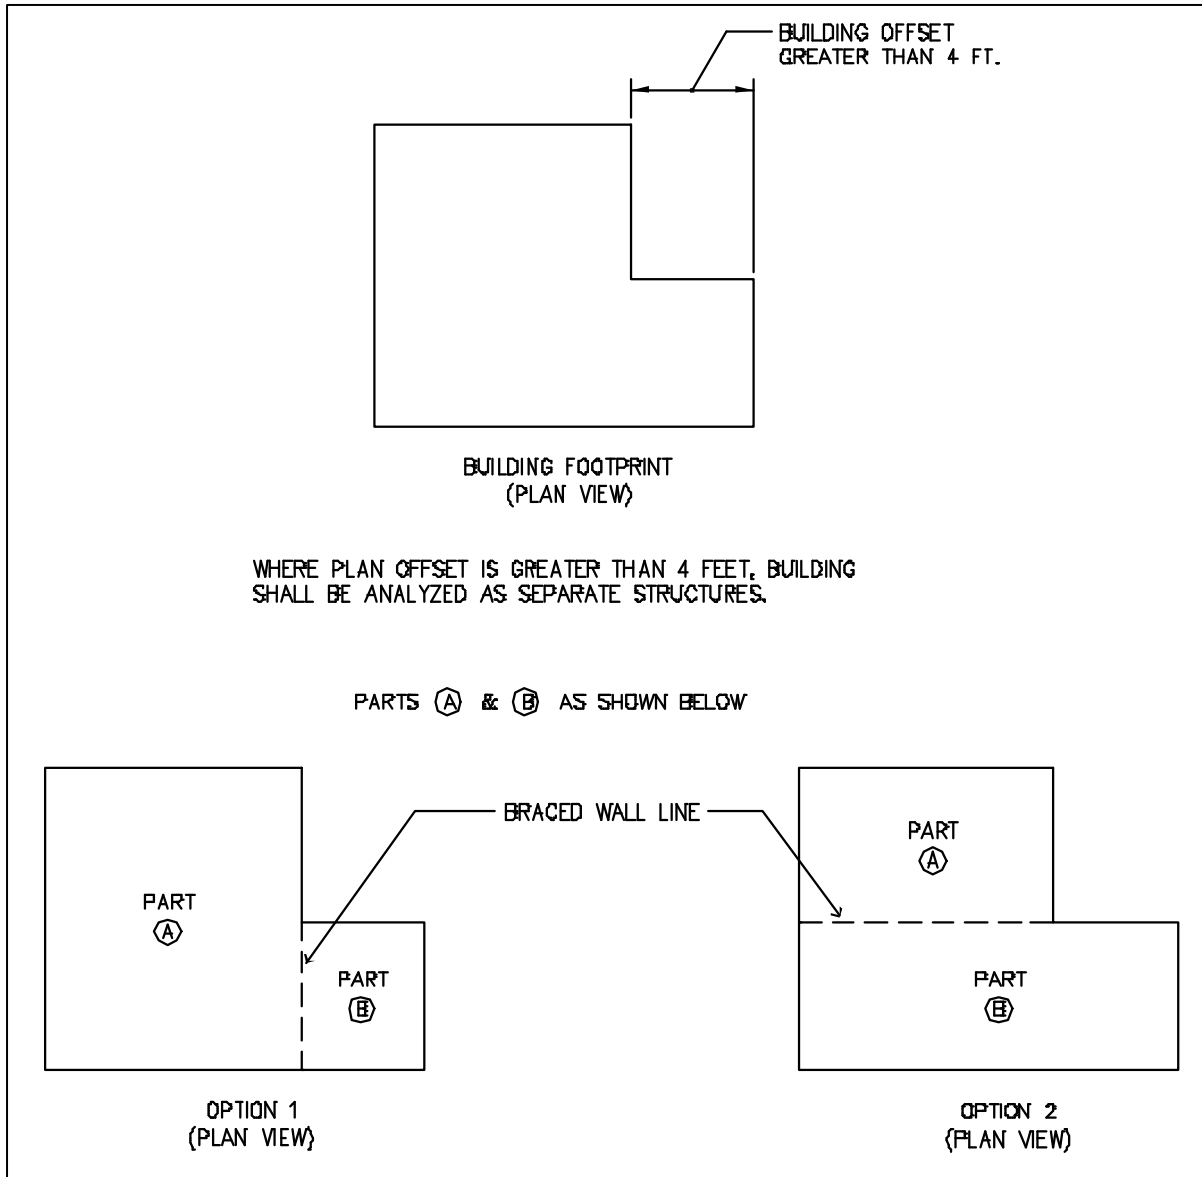 BUILDING OFFSET
GREATER THAN 4 FT.
BUILDING FOOTPRINT
(PLAN VIEW)
WHERE PLAN OFFSET IS GREATER THAN 4 FEET, BUILDING
SHALL BE ANALYZED AS SEPARATE STRUCTURES.
PARTS A & B AS SHOWN BELOW
BRACED WALL LINE
PART
A
PART
B
PART
A
PART
B
OPTION 1
(PLAN VIEW)
OPTION 2
(PLAN VIEW)